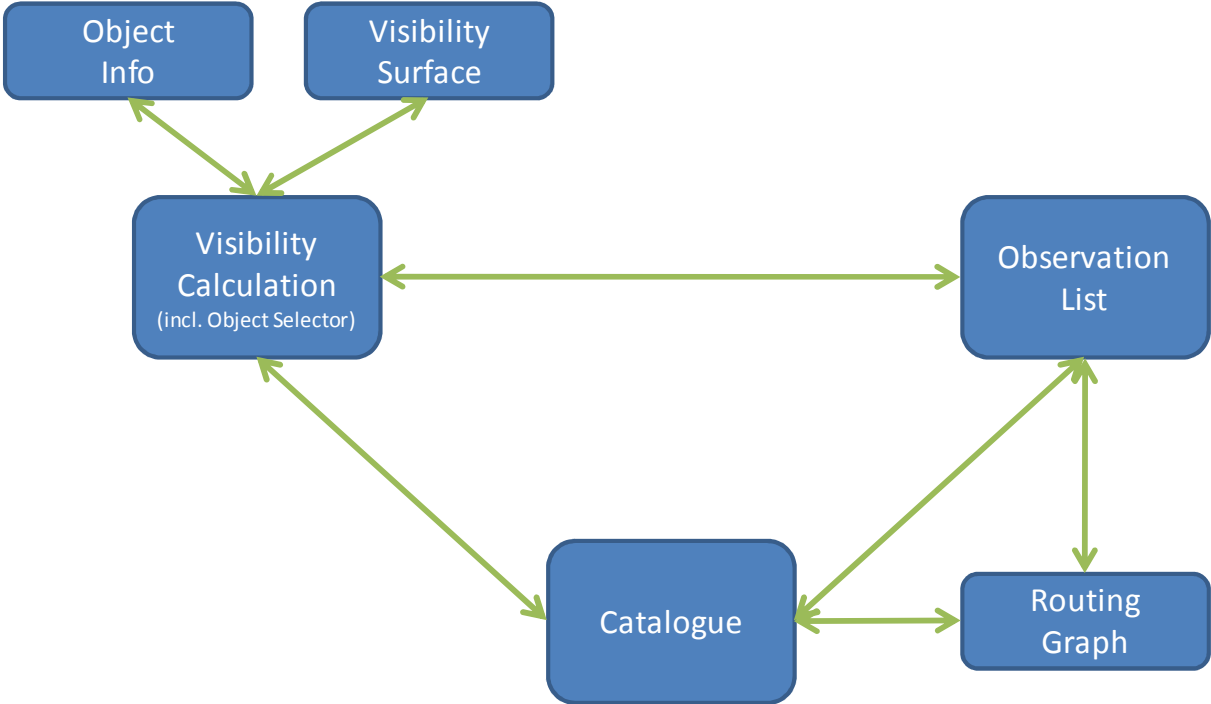 Object
Info
Visibility
Surface
Visibility
Calculation
(incl. Object Selector)
Observation
List
Catalogue
Routing
Graph